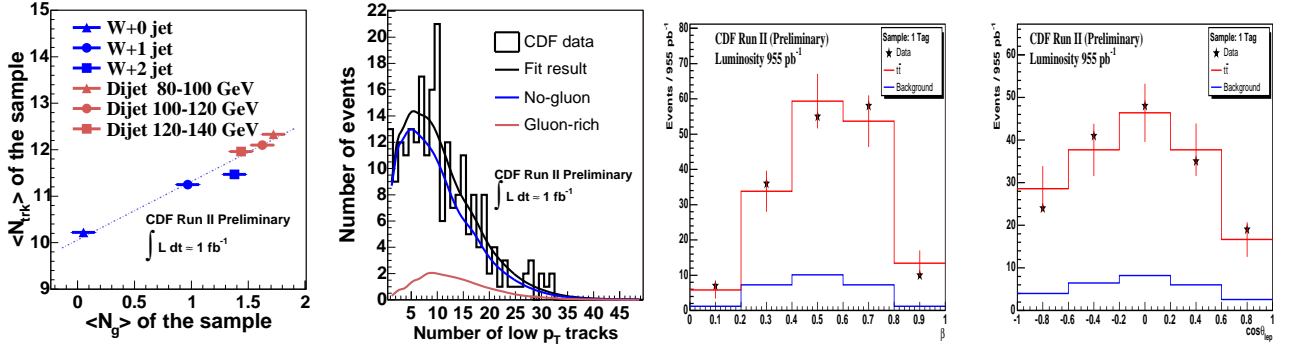 <N_trk> of the sample
15
14
13
12
11
10
9
W+0 jet
W+1 jet
W+2 jet
Dijet 80-100 GeV
Dijet 100-120 GeV
Dijet 120-140 GeV
CDF Run II Preliminary
∫ L dt ≃ 1 fb⁻¹
0 0.5 1 1.5 2
<N_g> of the sample
Number of events
22
20
18
16
14
12
10
8
6
4
2
0
CDF data
Fit result
No-gluon
Gluon-rich
CDF Run II Preliminary
∫ L dt ≃ 1 fb⁻¹
5 10 15 20 25 30 35 40 45
Number of low p_T tracks
Events / 955 pb⁻¹
80
70
60
50
40
30
20
10
0
CDF Run II (Preliminary)
Luminosity 955 pb⁻¹
Sample: 1 Tag
Data
tt̄
Background
0 0.1 0.2 0.3 0.4 0.5 0.6 0.7 0.8 0.9 1
β
Events / 955 pb⁻¹
60
50
40
30
20
10
0
CDF Run II (Preliminary)
Luminosity 955 pb⁻¹
Sample: 1 Tag
Data
tt̄
Background
-1 -0.8 -0.6 -0.4 -0.2 0 0.2 0.4 0.6 0.8 1
cosθ_lep